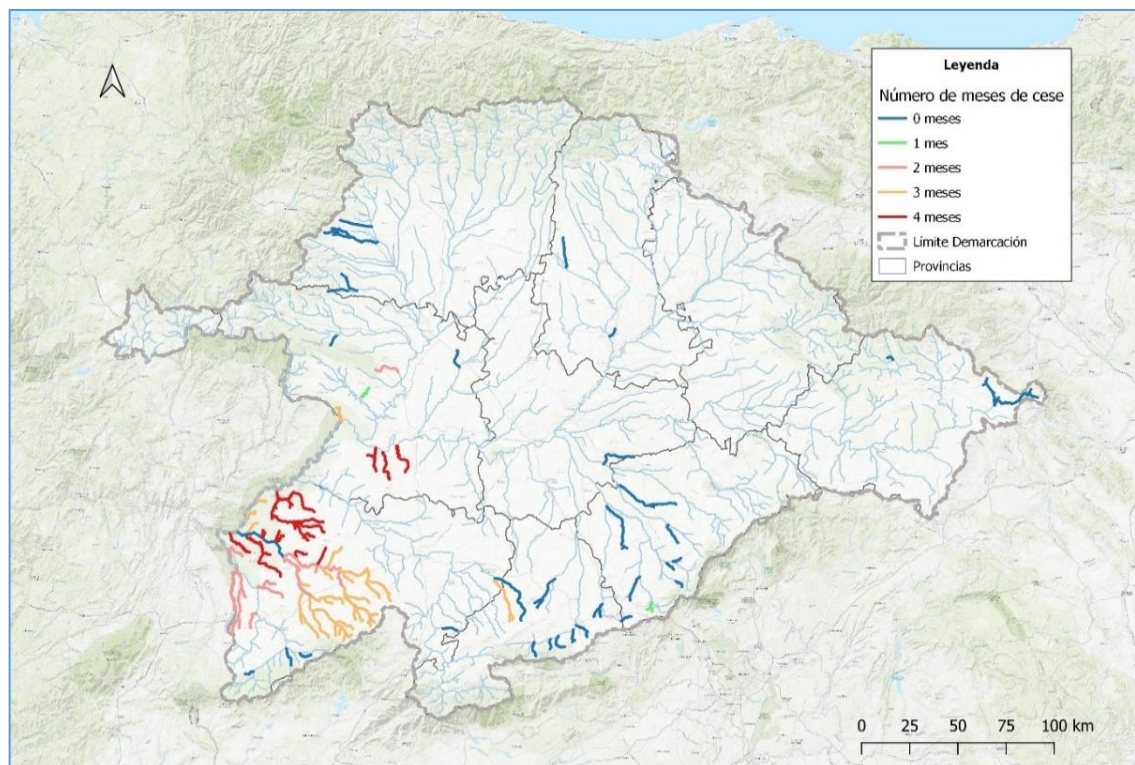 Leyenda
Número de meses de cese
0 meses
1 mes
2 meses
3 meses
4 meses
Límite Demarcación
Provincias
0 25 50 75 100 km